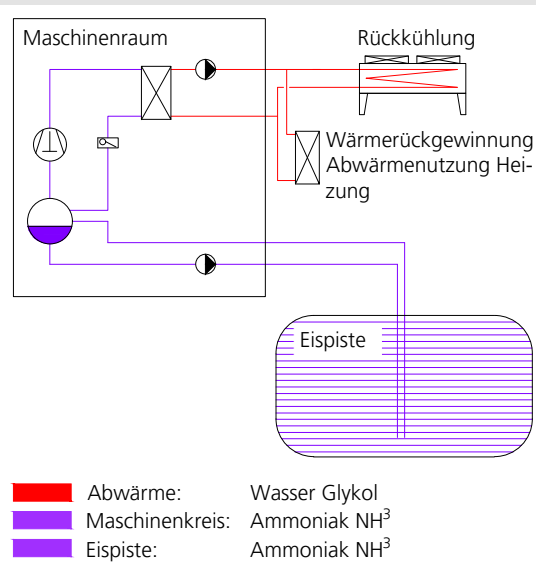 Maschinenraum
Rückkühlung
Wärmerückgewinnung
Abwärmenutzung Hei-
zung
Eispiste
Abwärme: Wasser Glykol
Maschinenkreis: Ammoniak NH³
Eispiste: Ammoniak NH³